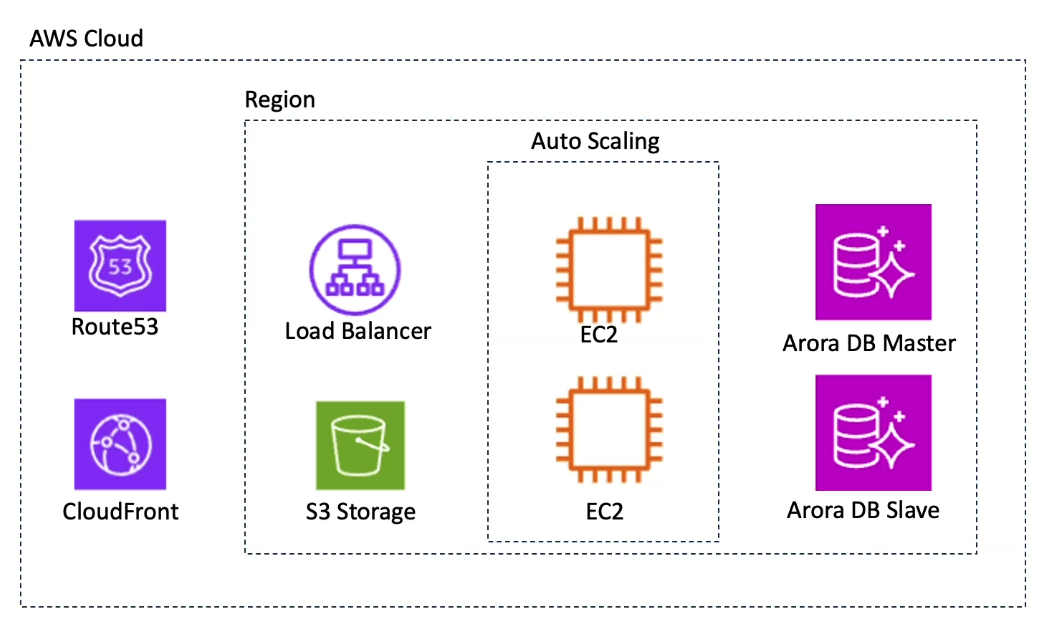 AWS Cloud
Region
Auto Scaling
53
Route53
Load Balancer
EC2
Arora DB Master
CloudFront
S3 Storage
EC2
Arora DB Slave